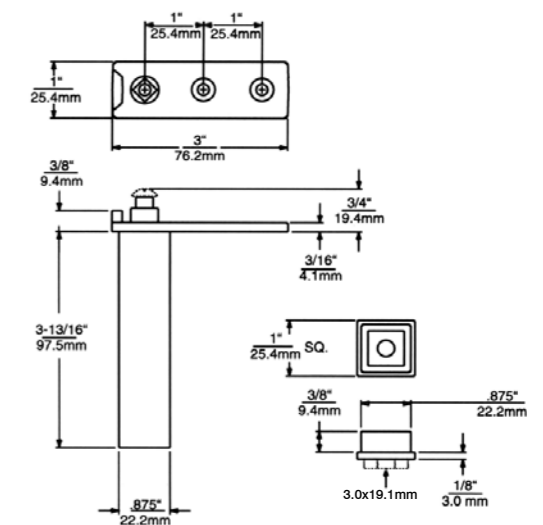 1" 1"
25.4mm 25.4mm
1"
25.4mm
3"
76.2mm
3/8"
9.4mm
3/4"
19.4mm
3/16"
4.1mm
3-13/16"
97.5mm
1"
25.4mm SQ.
3/8"
9.4mm
.875"
22.2mm
3.0x19.1mm
1/8"
3.0 mm
.875"
22.2mm